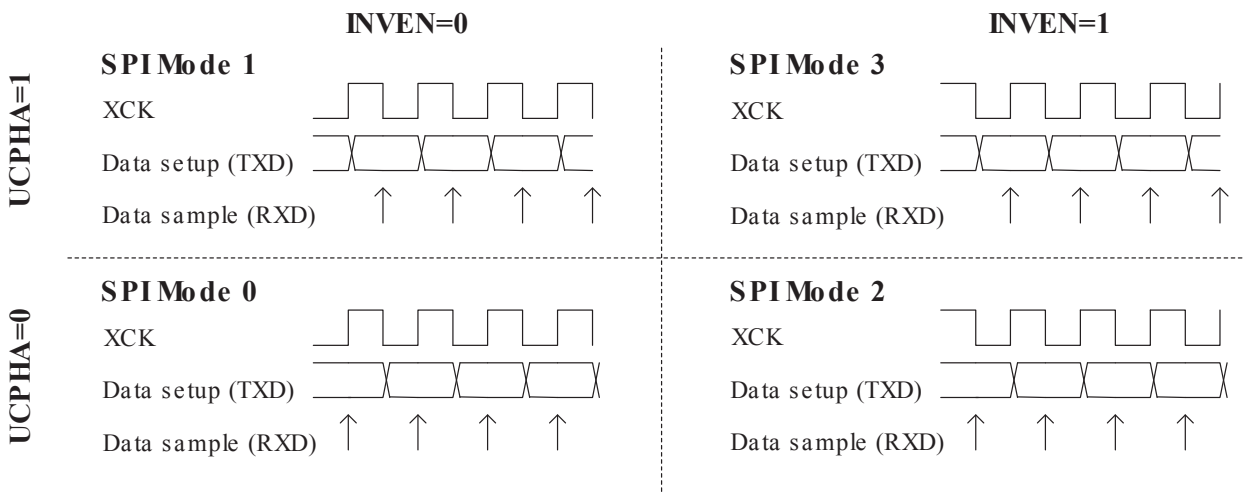 INVEN=0
INVEN=1
UCPHA=1
SPI Mode 1
XCK
Data setup (TXD)
Data sample (RXD)
SPI Mode 3
XCK
Data setup (TXD)
Data sample (RXD)
UCPHA=0
SPI Mode 0
XCK
Data setup (TXD)
Data sample (RXD)
SPI Mode 2
XCK
Data setup (TXD)
Data sample (RXD)